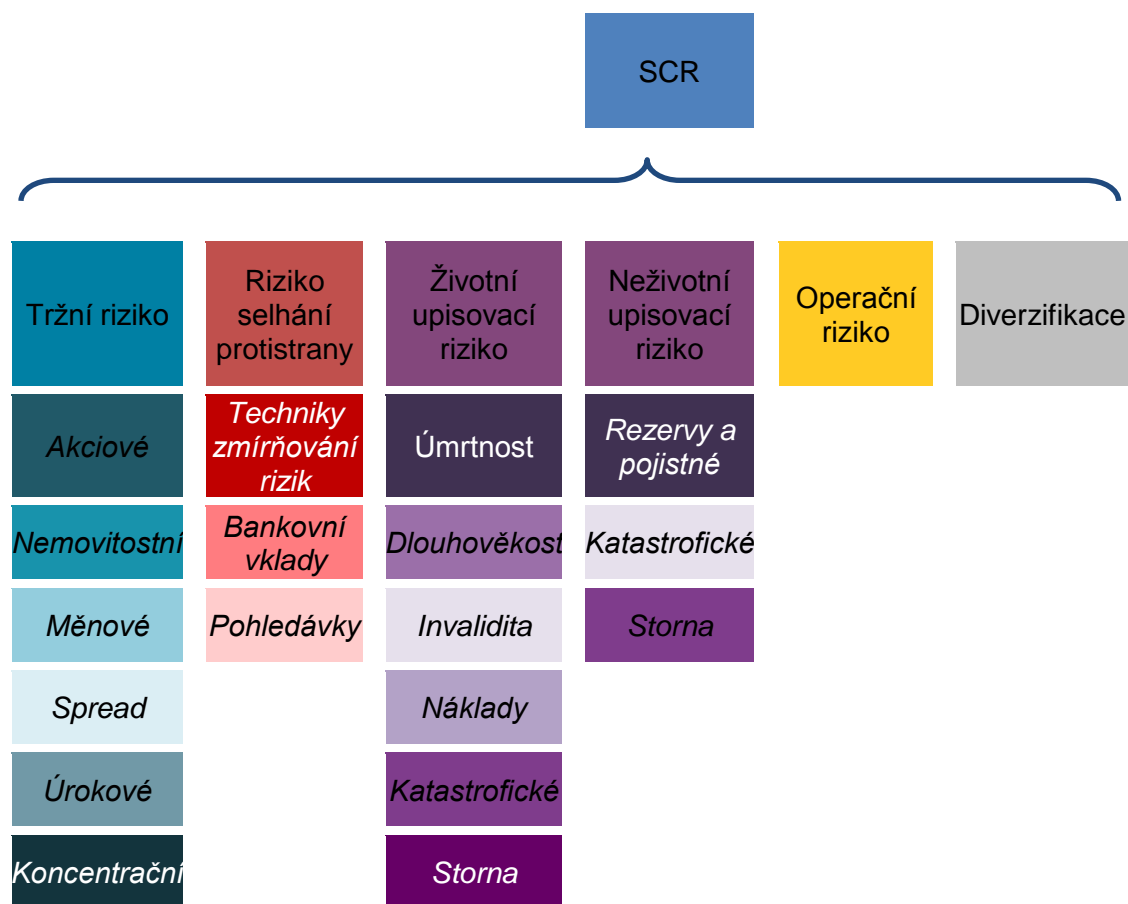 SCR
Tržní riziko
Riziko
selhání
protistrany
Životní
upisovací
riziko
Neživotní
upisovací
riziko
Operační
riziko
Diverzifikace
Akciové
Techniky
zmírňování
rizik
Úmrtnost
Rezervy a
pojistné
Nemovitostní
Bankovní
vklady
Dlouhověkost
Katastrofické
Měnové
Pohledávky
Invalidita
Storna
Spread
Náklady
Úrokové
Katastrofické
Koncentrační
Storna